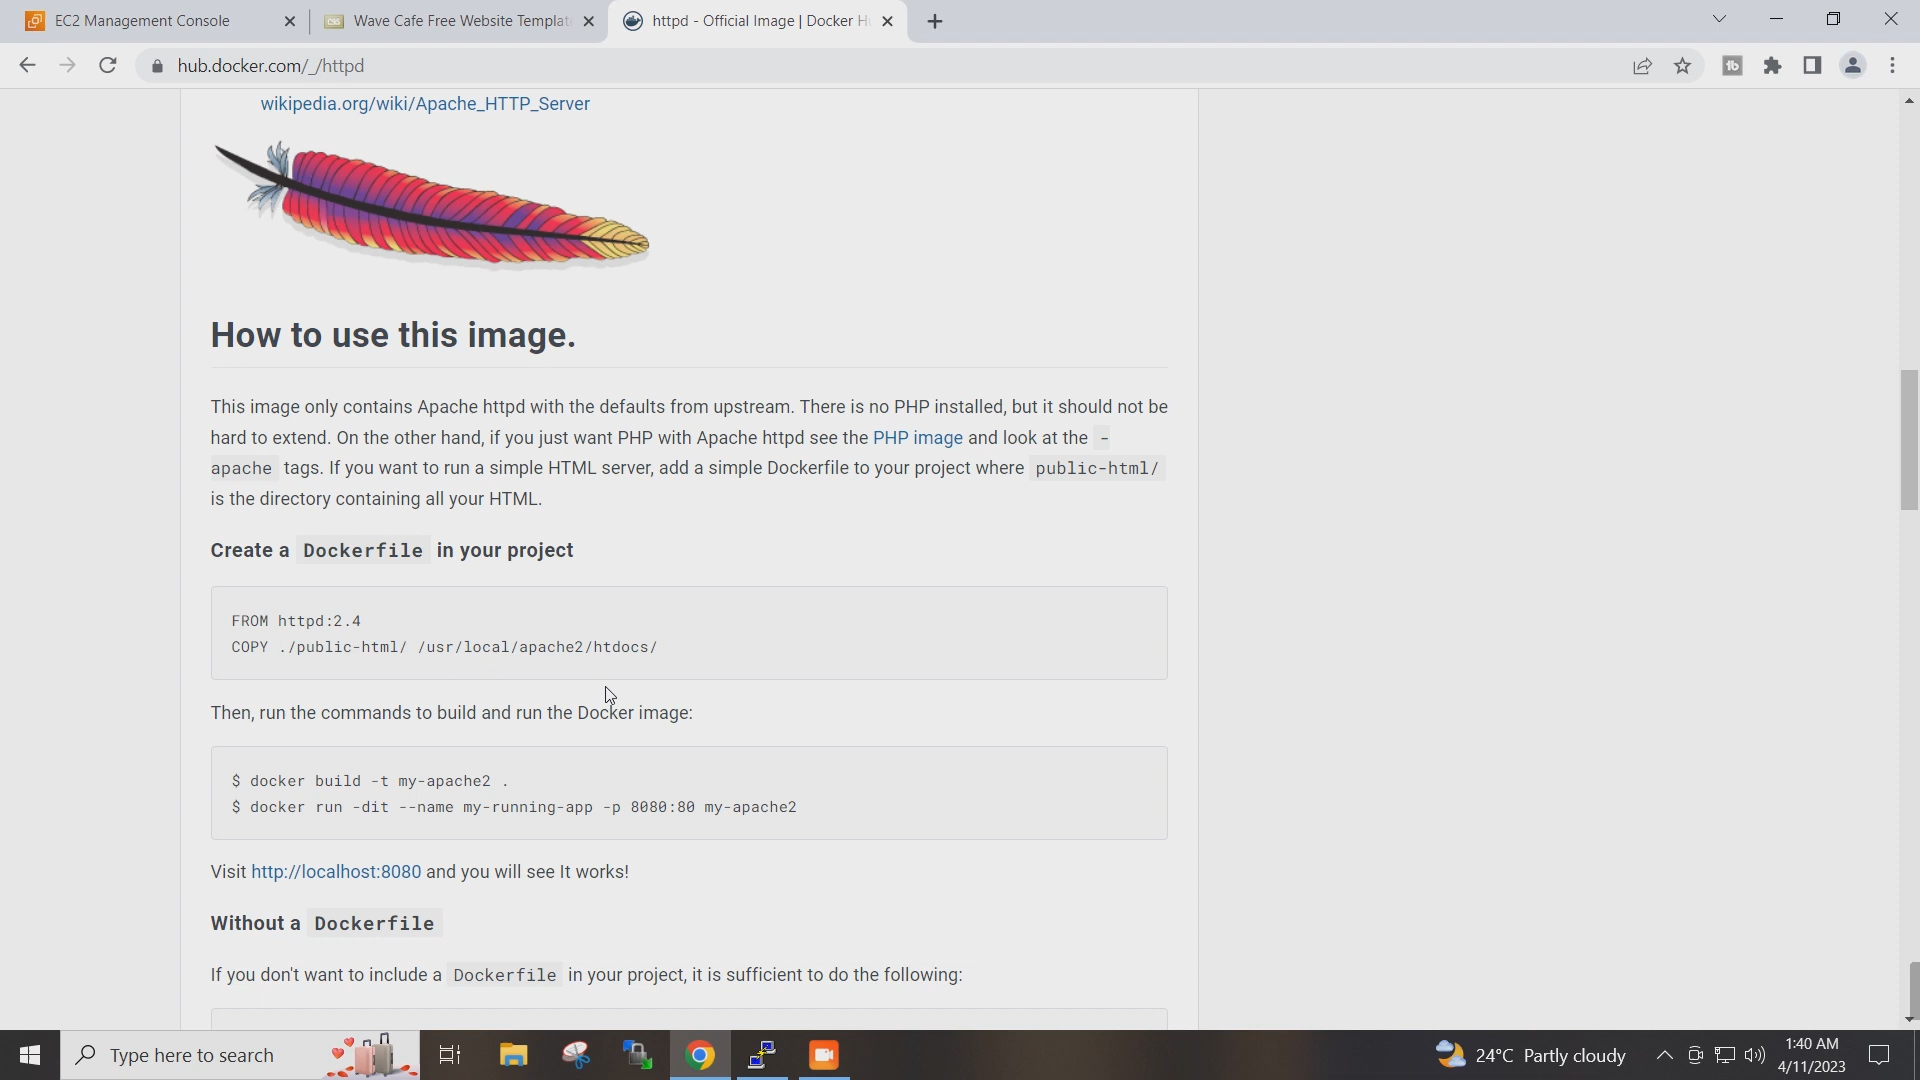 EC2 Management Console
Wave Cafe Free Website Templat
httpd - Official Image | Docker H
hub.docker.com/_/httpd
wikipedia.org/wiki/Apache_HTTP_Server
How to use this image.
This image only contains Apache httpd with the defaults from upstream. There is no PHP installed, but it should not be
hard to extend. On the other hand, if you just want PHP with Apache httpd see the PHP image and look at the -
apache tags. If you want to run a simple HTML server, add a simple Dockerfile to your project where public-html/
is the directory containing all your HTML.
Create a Dockerfile in your project
FROM httpd:2.4
COPY ./public-html/ /usr/local/apache2/htdocs/
Then, run the commands to build and run the Docker image:
$ docker build -t my-apache2 .
$ docker run -dit --name my-running-app -p 8080:80 my-apache2
Visit http://localhost:8080 and you will see It works!
Without a Dockerfile
If you don't want to include a Dockerfile in your project, it is sufficient to do the following:
Type here to search
24°C Partly cloudy
1:40 AM
4/11/2023